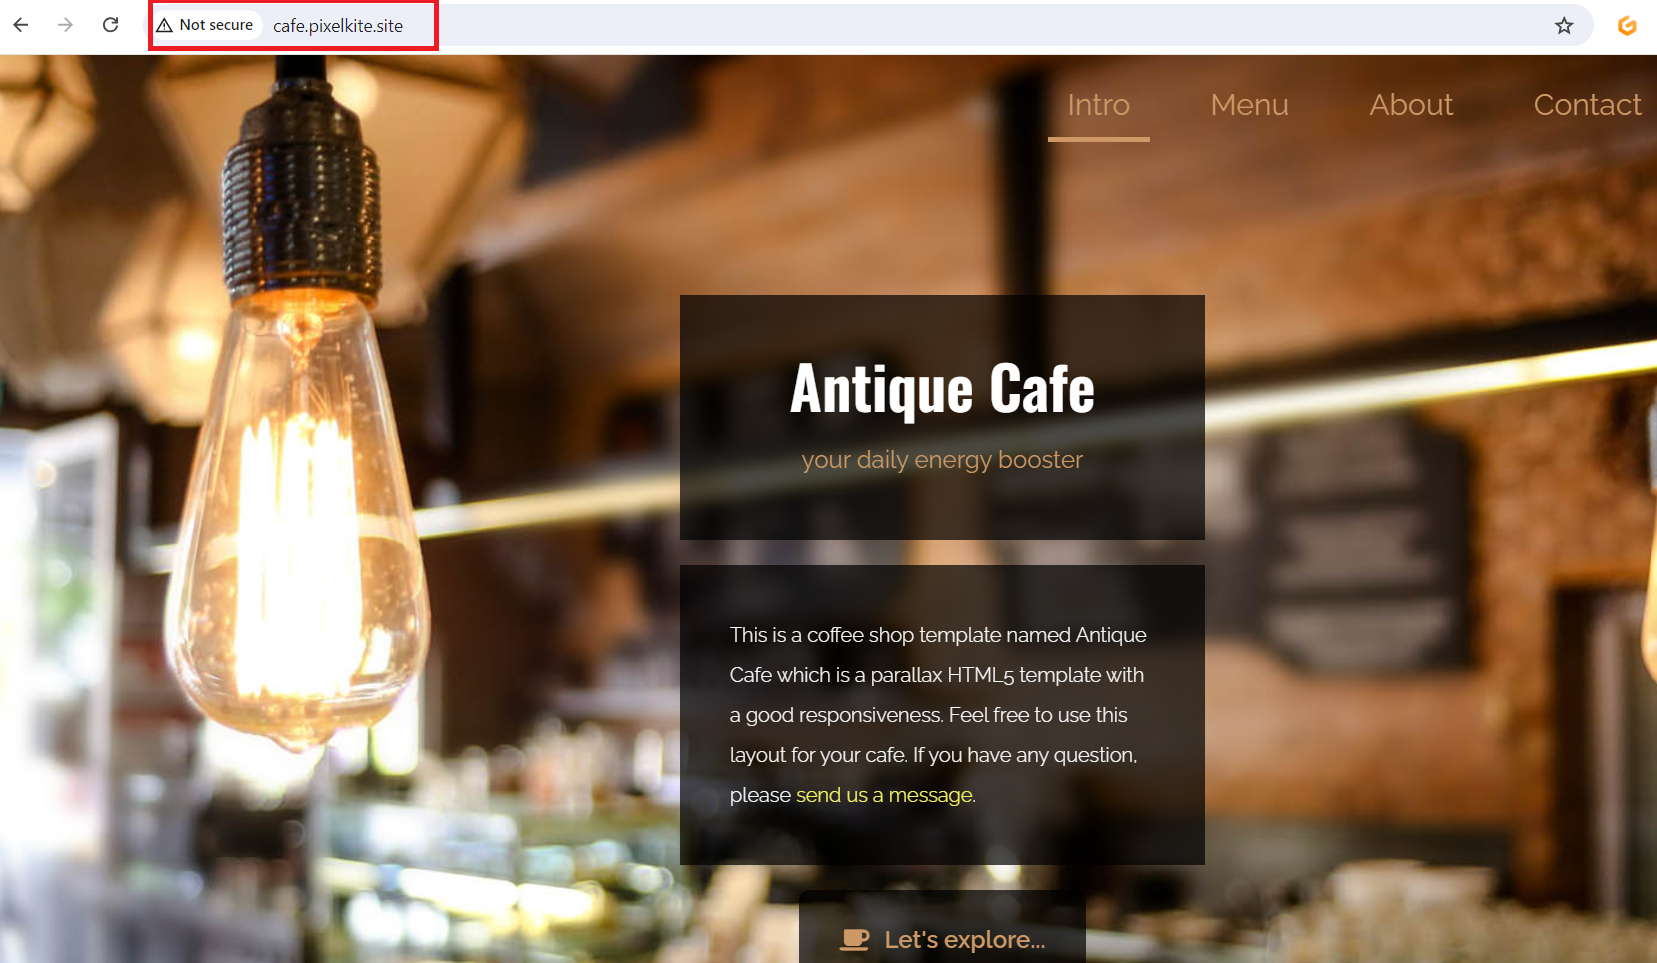 Not secure cafe.pixelkite.site
Intro Menu About Contact
Antique Cafe
your daily energy booster
This is a coffee shop template named Antique
Cafe which is a parallax HTML5 template with
a good responsiveness. Feel free to use this
layout for your cafe. If you have any question,
please send us a message.
Let's explore...